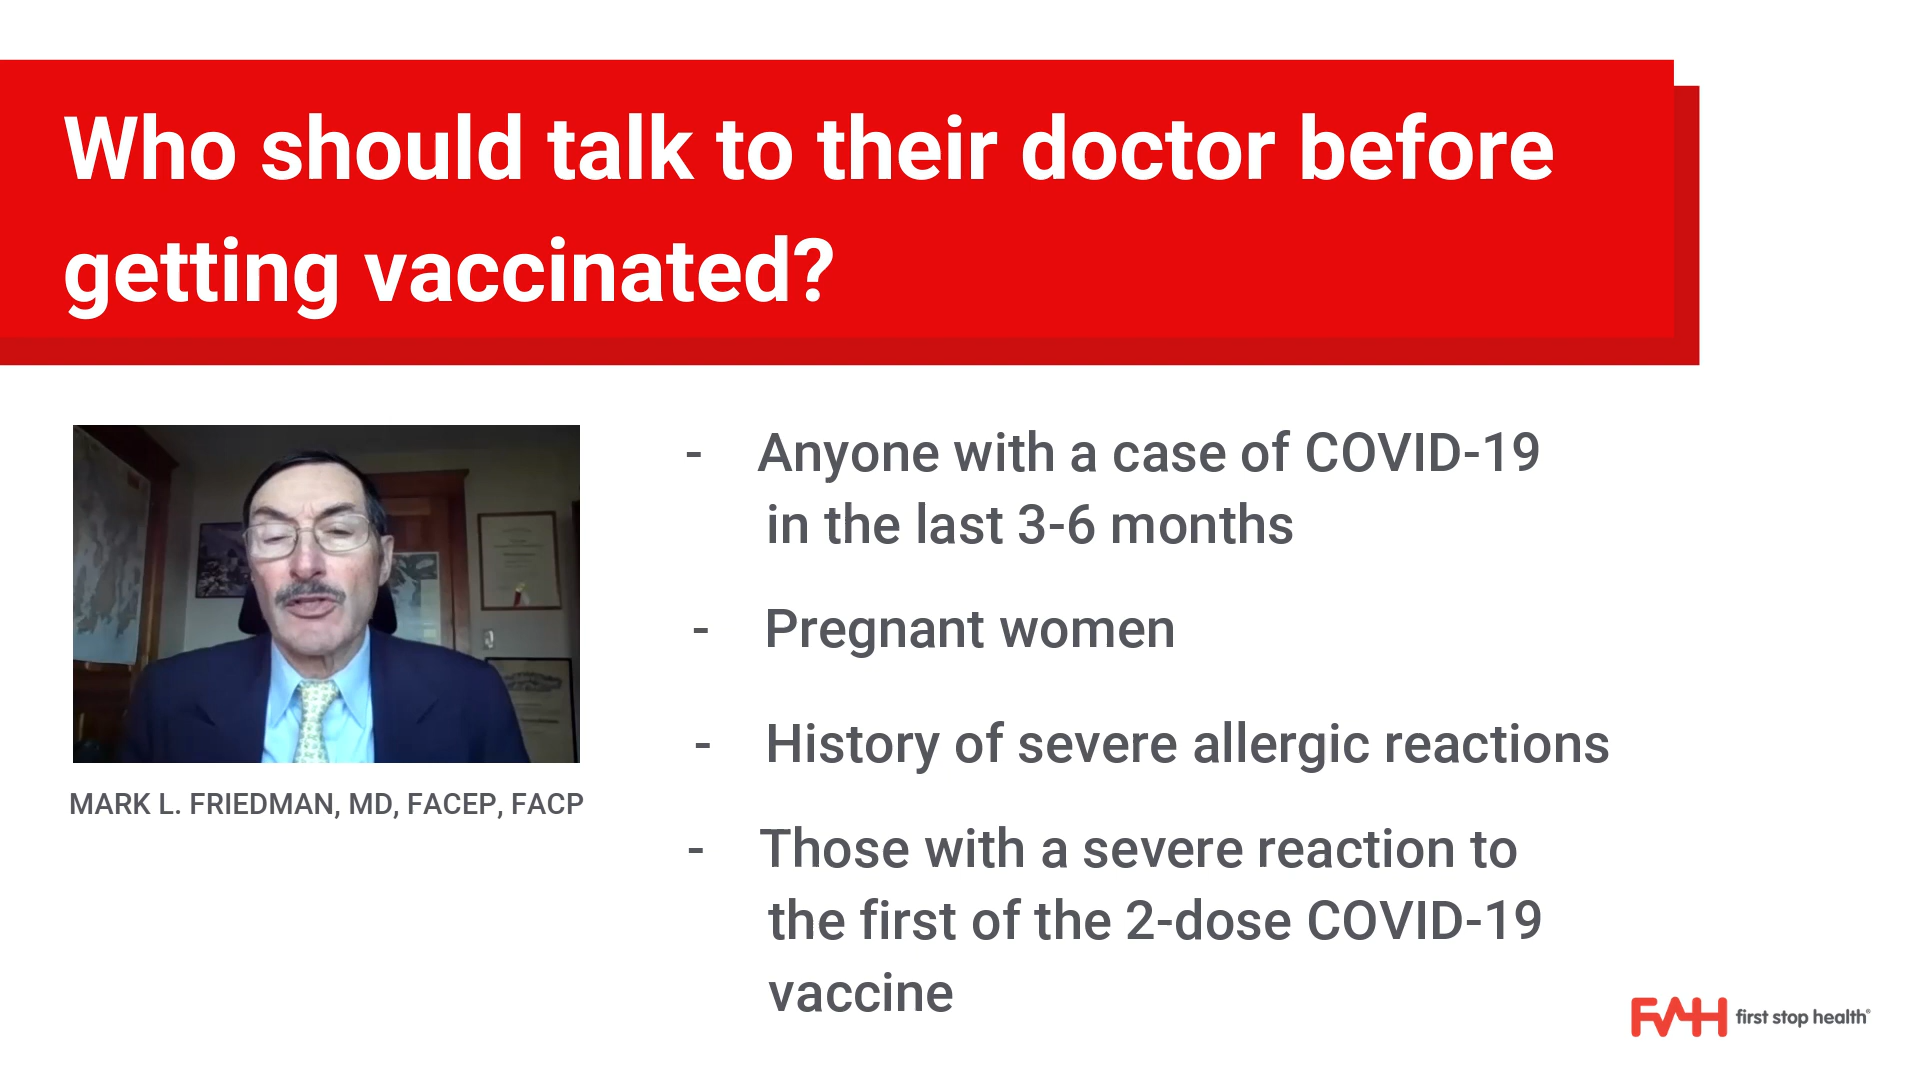 Who should talk to their doctor before
getting vaccinated?
MARK L. FRIEDMAN, MD, FACEP, FACP
- Anyone with a case of COVID-19
in the last 3-6 months
- Pregnant women
- History of severe allergic reactions
- Those with a severe reaction to
the first of the 2-dose COVID-19
vaccine
first stop health®